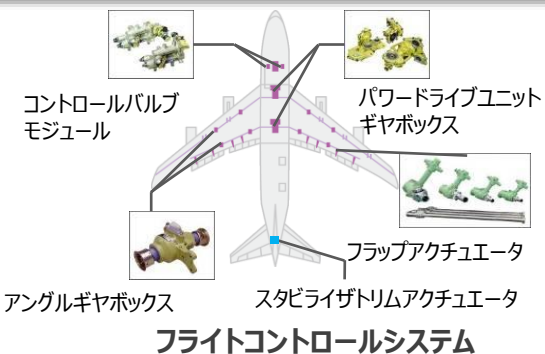 コントロールバルブ
モジュール
パワードライブユニット
ギヤボックス
フラップアクチュエータ
アングルギヤボックス
スタビライザトリムアクチュエータ
フライトコントロールシステム